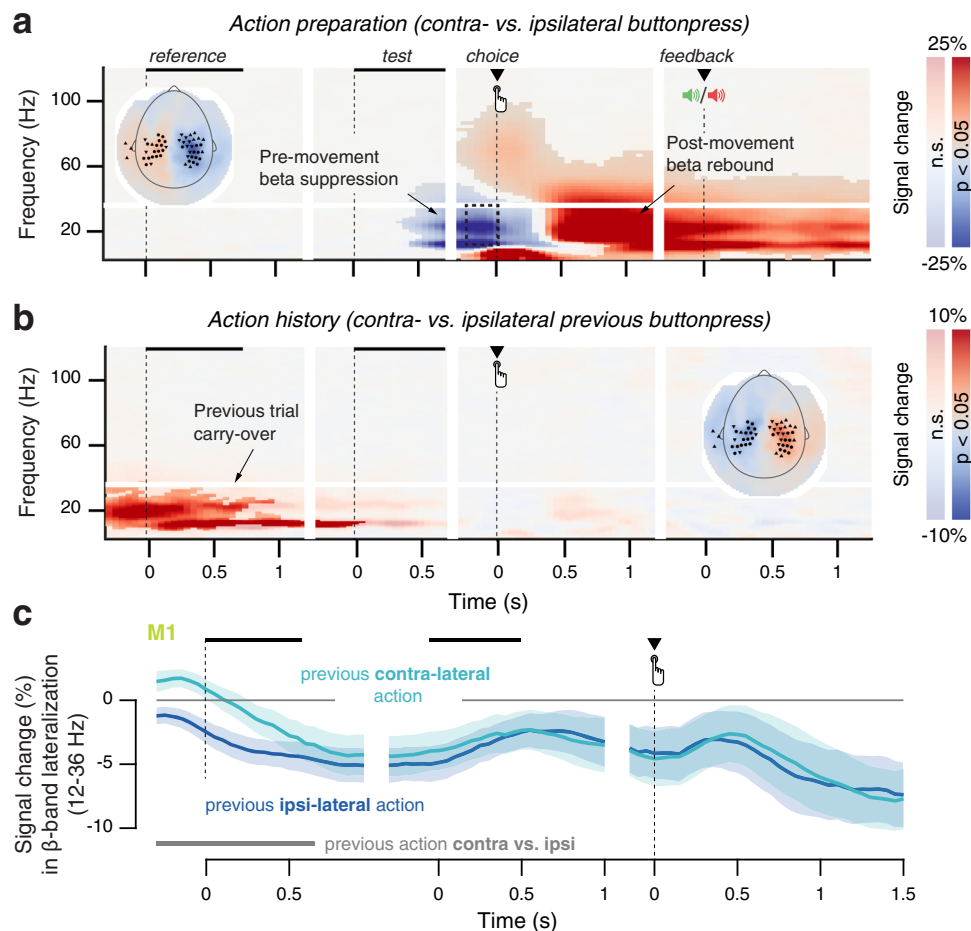 a
Action preparation (contra- vs. ipsilateral buttonpress)
reference
test
choice
feedback
Frequency (Hz)
100
60
20
Pre-movement
beta suppression
/
Post-movement
beta rebound
Signal change
25%
n.s.
p < 0.05
-25%
b
Action history (contra- vs. ipsilateral previous buttonpress)
Frequency (Hz)
100
60
20
Previous trial
carry-over
Signal change
10%
n.s.
p < 0.05
-10%
0 0.5 1 0 0.5 1 0 0.5 1 0 0.5 1
Time (s)
c
M1
Signal change (%)
in β-band lateralization
(12-36 Hz)
0
-5
-10
previous contra-lateral
action
previous ipsi-lateral action
previous action contra vs. ipsi
0 0.5 0 0.5 1 0 0.5 1 1.5
Time (s)